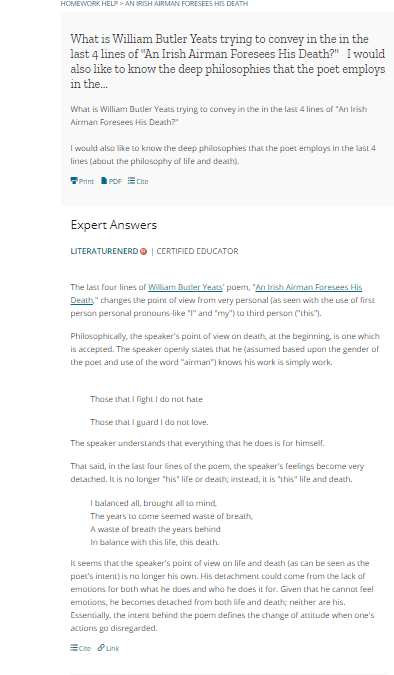 HOMEWORK HELP > AN IRISH AIRMAN FORESEES HIS DEATH
What is William Butler Yeats trying to convey in the in the
last 4 lines of "An Irish Airman Foresees His Death?"   I would
also like to know the deep philosophies that the poet employs
in the...
What is William Butler Yeats trying to convey in the in the last 4 lines of "An Irish
Airman Foresees His Death?"
I would also like to know the deep philosophies that the poet employs in the last 4
lines (about the philosophy of life and death).
Print PDF Cite
Expert Answers
LITERATURENERD | CERTIFIED EDUCATOR
The last four lines of William Butler Yeats' poem, "An Irish Airman Foresees His
Death," changes the point of view from very personal (as seen with the use of first
person personal pronouns-like "I" and "my") to third person ("this").
Philosophically, the speaker's point of view on death, at the beginning, is one which
is accepted. The speaker openly states that he (assumed based upon the gender of
the poet and use of the word "airman") knows his work is simply work.
Those that I fight I do not hate
Those that I guard I do not love.
The speaker understands that everything that he does is for himself.
That said, in the last four lines of the poem, the speaker's feelings become very
detached. It is no longer "his" life or death; instead, it is "this" life and death.
I balanced all, brought all to mind,
The years to come seemed waste of breath,
A waste of breath the years behind
In balance with this life, this death.
It seems that the speaker's point of view on life and death (as can be seen as the
poet's intent) is no longer his own. His detachment could come from the lack of
emotions for both what he does and who he does it for. Given that he cannot feel
emotions, he becomes detached from both life and death; neither are his.
Essentially, the intent behind the poem defines the change of attitude when one's
actions go disregarded.
Cite Link